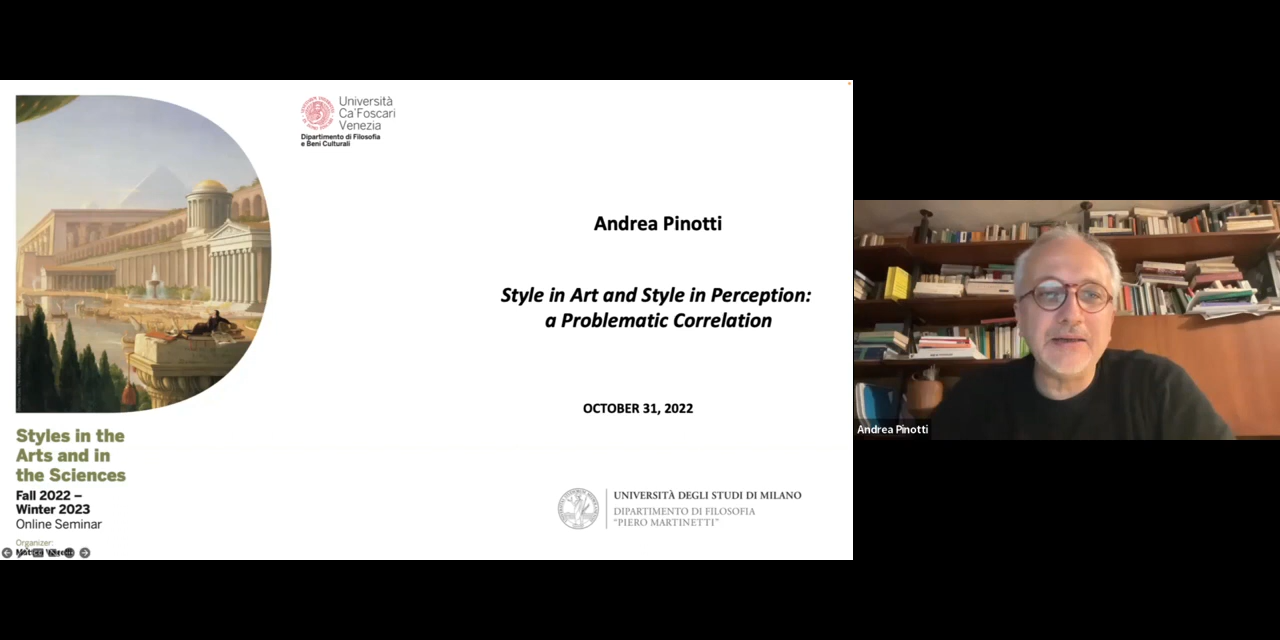 Università
Ca'Foscari
Venezia
Dipartimento di Filosofia
e Beni Culturali
Andrea Pinotti
Style in Art and Style in Perception:
a Problematic Correlation
OCTOBER 31, 2022
Styles in the
Arts and in
the Sciences
Fall 2022 –
Winter 2023
Online Seminar
Organizer:
UNIVERSITÀ DEGLI STUDI DI MILANO
DIPARTIMENTO DI FILOSOFIA
"PIERO MARTINETTI"
Andrea Pinotti